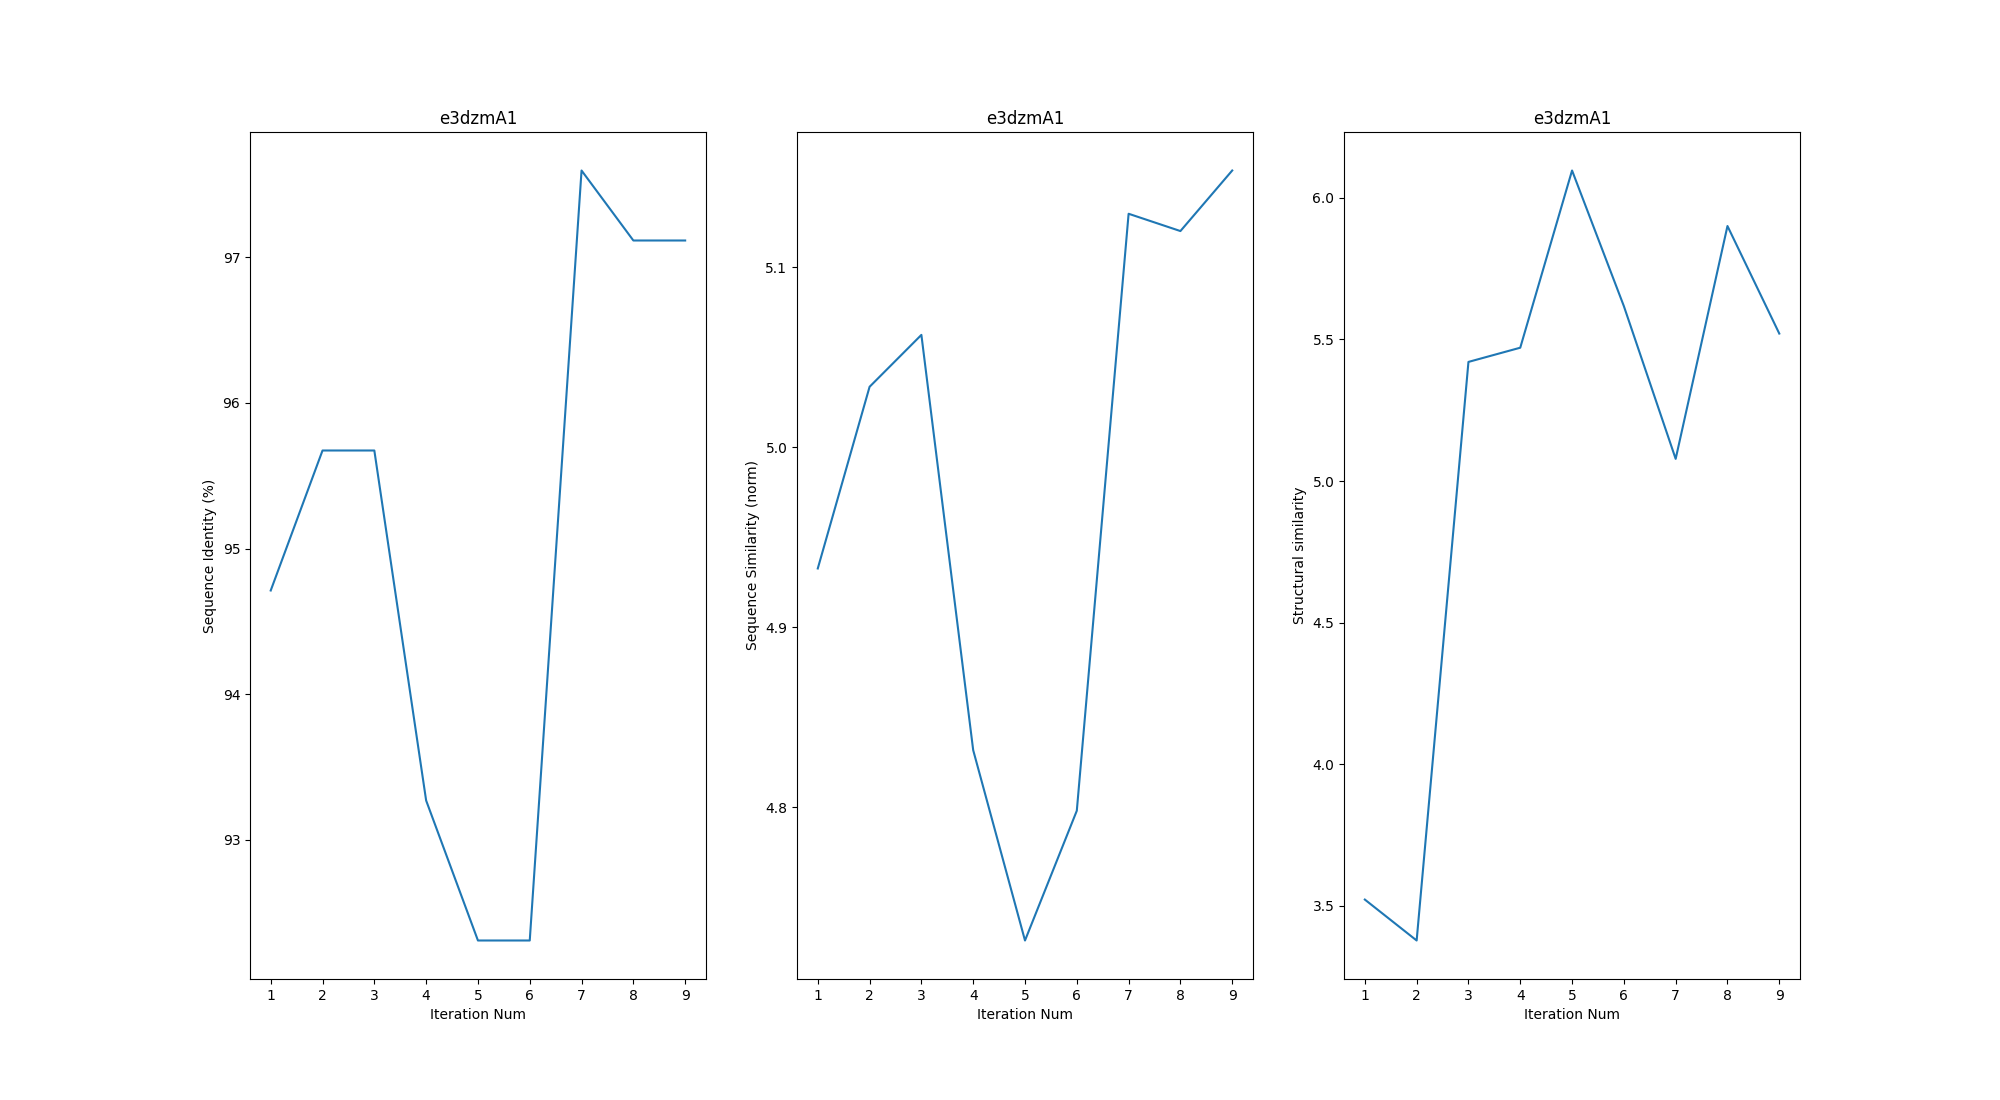 e3dzmA1
97
96
95
94
93
Sequence Identity (%)
1 2 3 4 5 6 7 8 9
Iteration Num
e3dzmA1
5.1
5.0
4.9
4.8
Sequence Similarity (norm)
1 2 3 4 5 6 7 8 9
Iteration Num
e3dzmA1
6.0
5.5
5.0
4.5
4.0
3.5
Structural similarity
1 2 3 4 5 6 7 8 9
Iteration Num